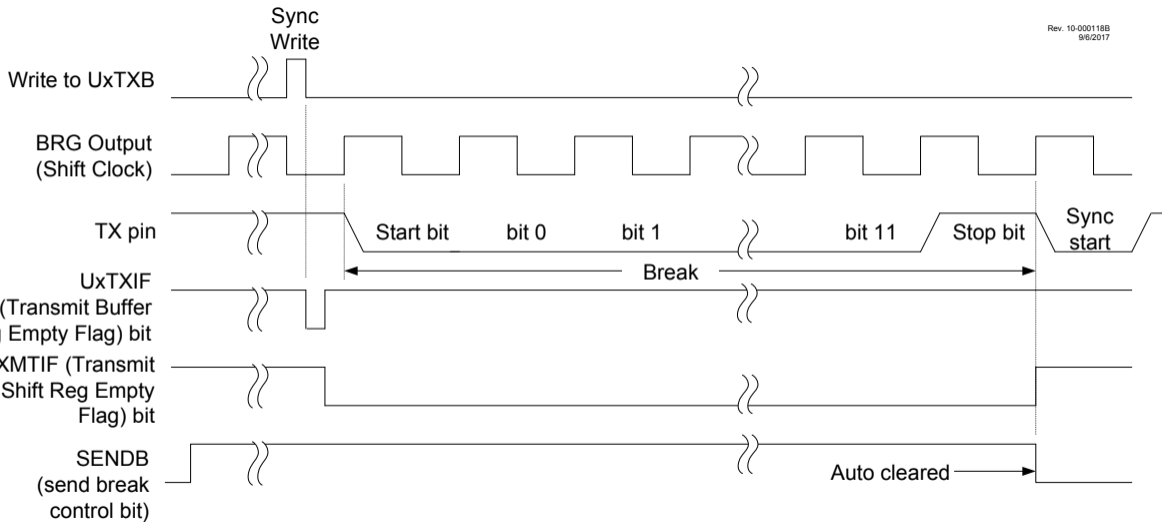 Sync
Write
Rev. 10-000118B
9/6/2017
Write to UxTXB
BRG Output
(Shift Clock)
TX pin
Start bit
bit 0
bit 1
bit 11
Stop bit
Sync
start
Break
UxTXIF
(Transmit Buffer
Empty Flag) bit
XMTIF (Transmit
Shift Reg Empty
Flag) bit
SENDB
(send break
control bit)
Auto cleared